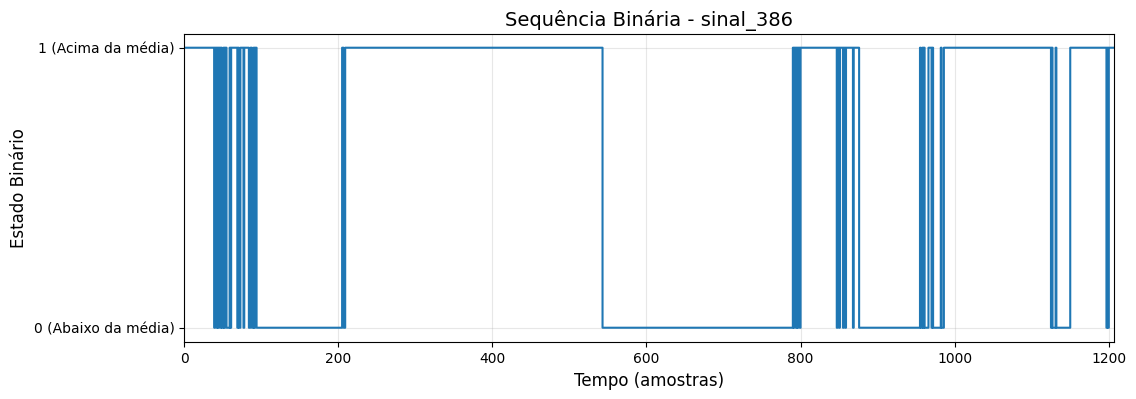 Sequência Binária - sinal_386
Estado Binário
1 (Acima da média)
0 (Abaixo da média)
0 200 400 600 800 1000 1200
Tempo (amostras)